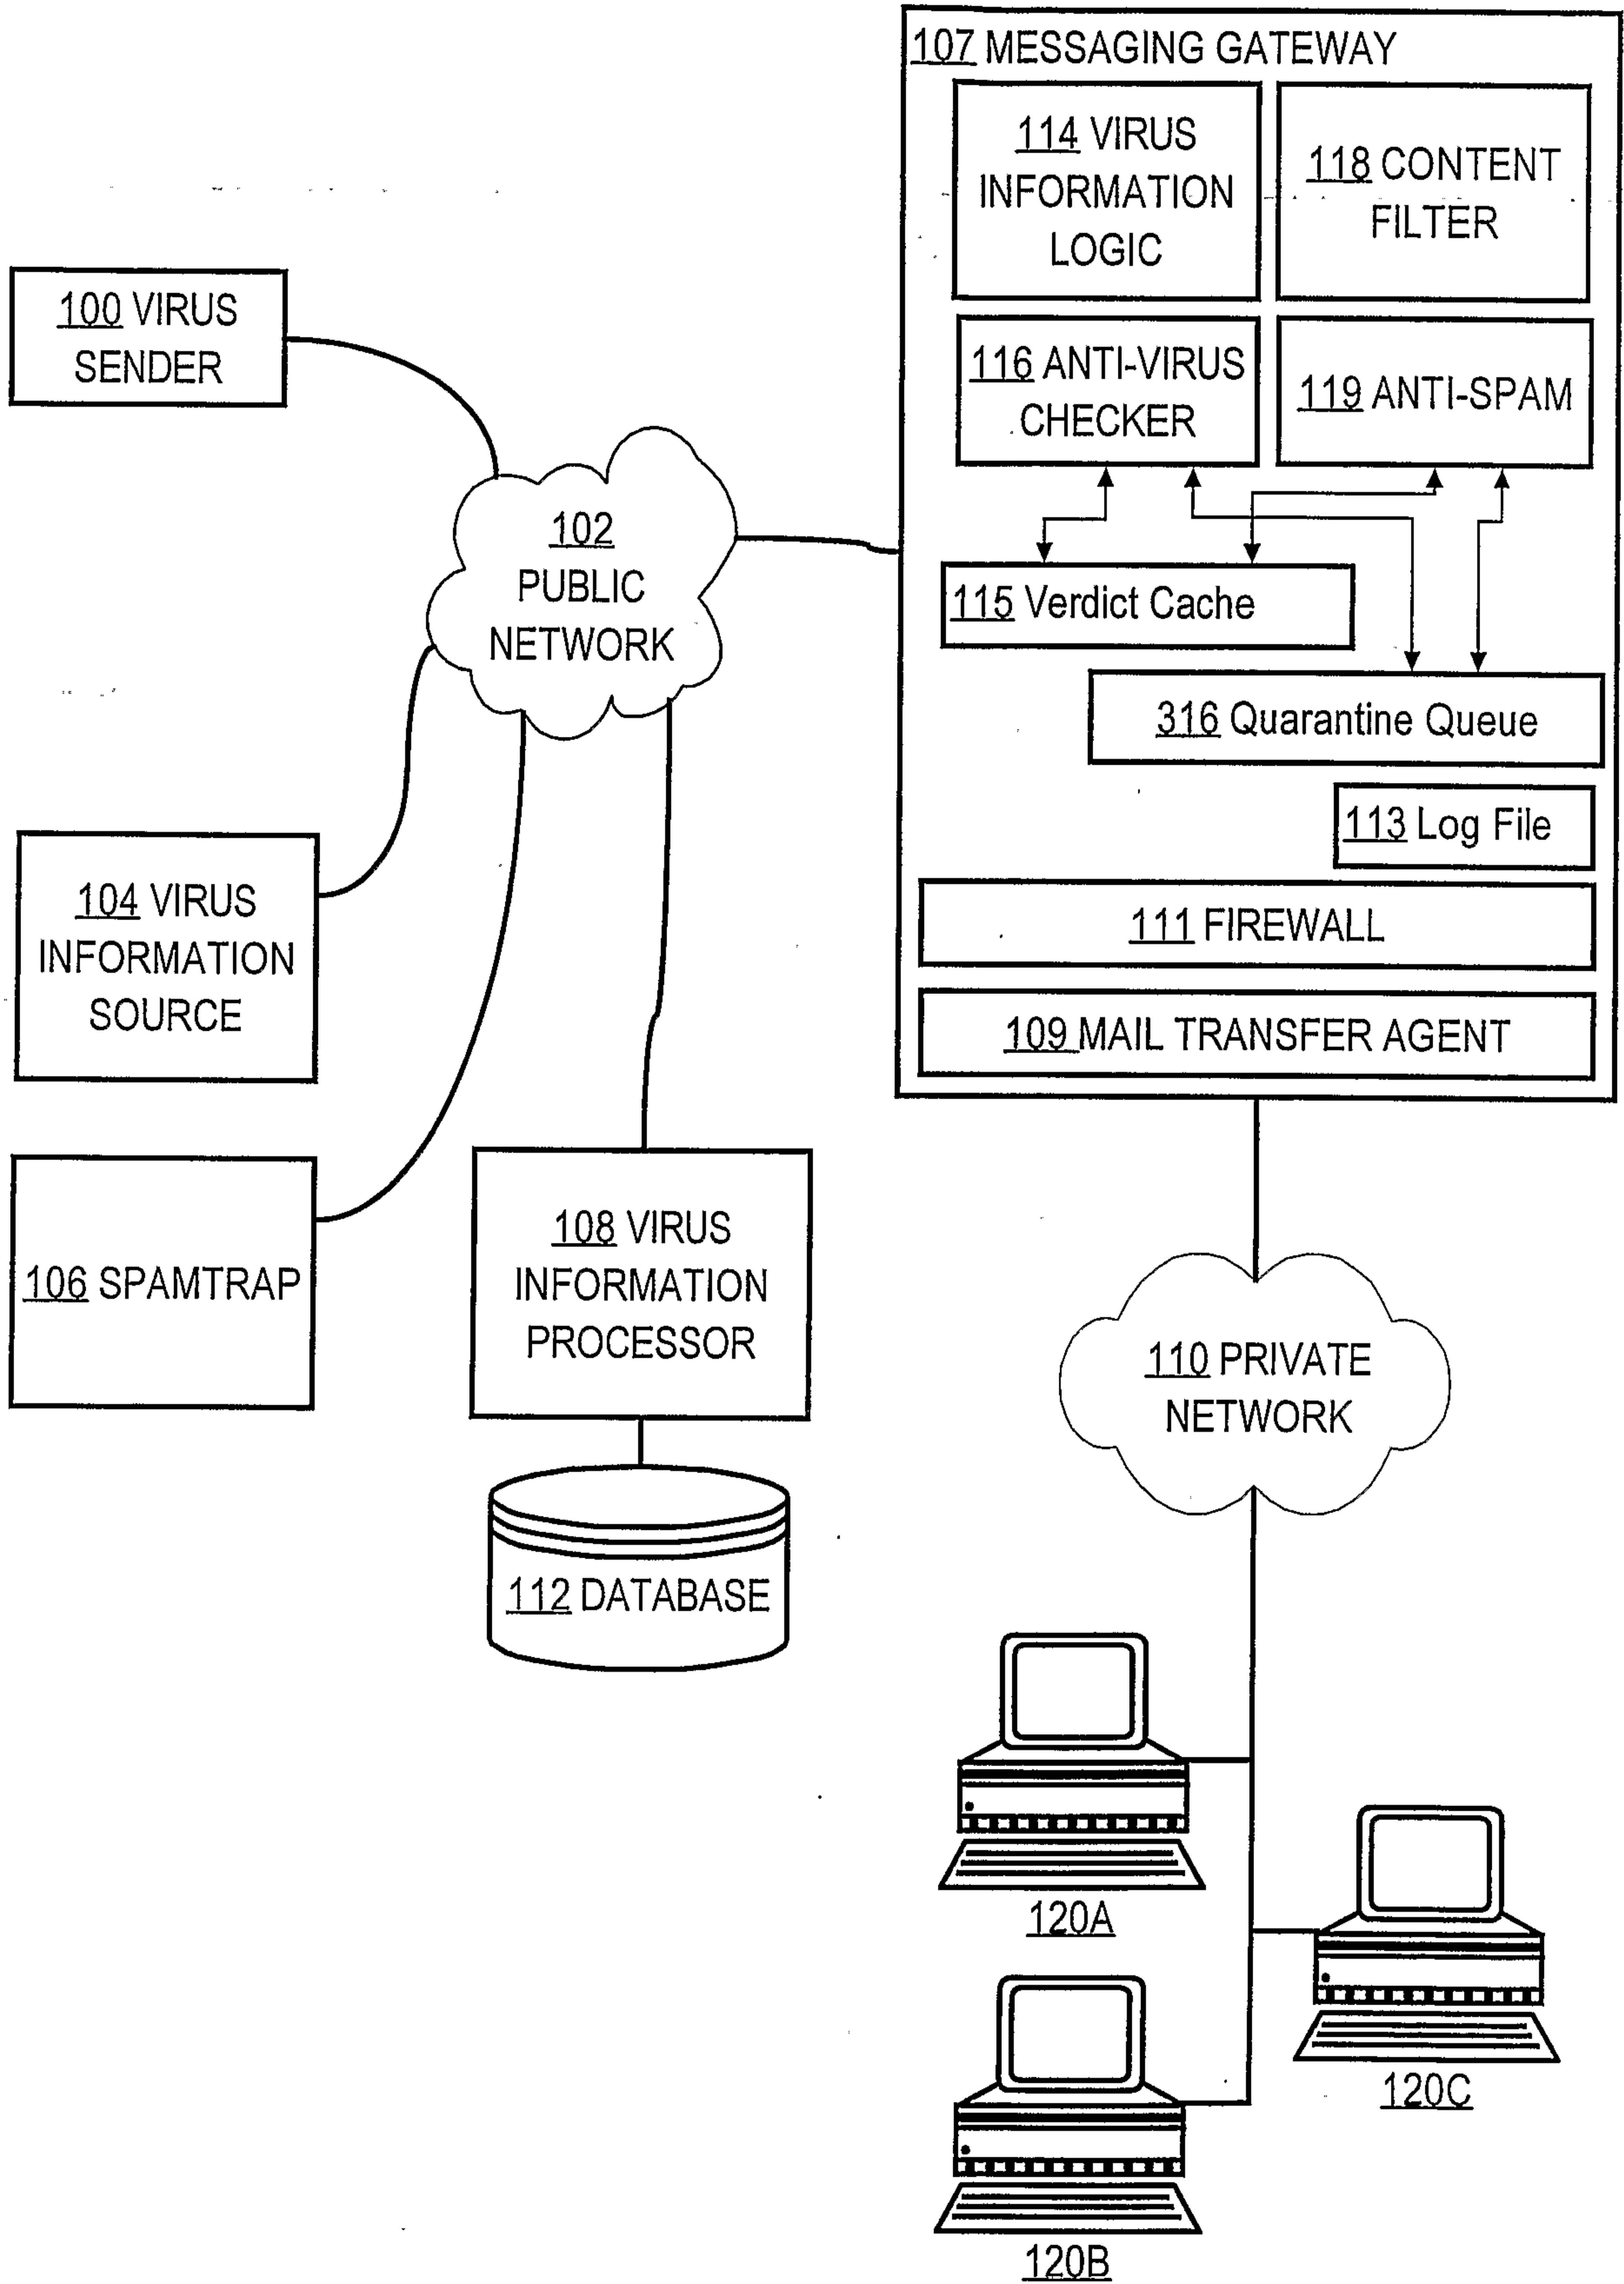 107 MESSAGING GATEWAY
114 VIRUS
INFORMATION
LOGIC
118 CONTENT
FILTER
100 VIRUS
SENDER
116 ANTI-VIRUS
CHECKER
119 ANTI-SPAM
102
PUBLIC
NETWORK
115 Verdict Cache
316 Quarantine Queue
113 Log File
104 VIRUS
INFORMATION
SOURCE
111 FIREWALL
109 MAIL TRANSFER AGENT
106 SPAMTRAP
108 VIRUS
INFORMATION
PROCESSOR
110 PRIVATE
NETWORK
112 DATABASE
120A
120C
120B